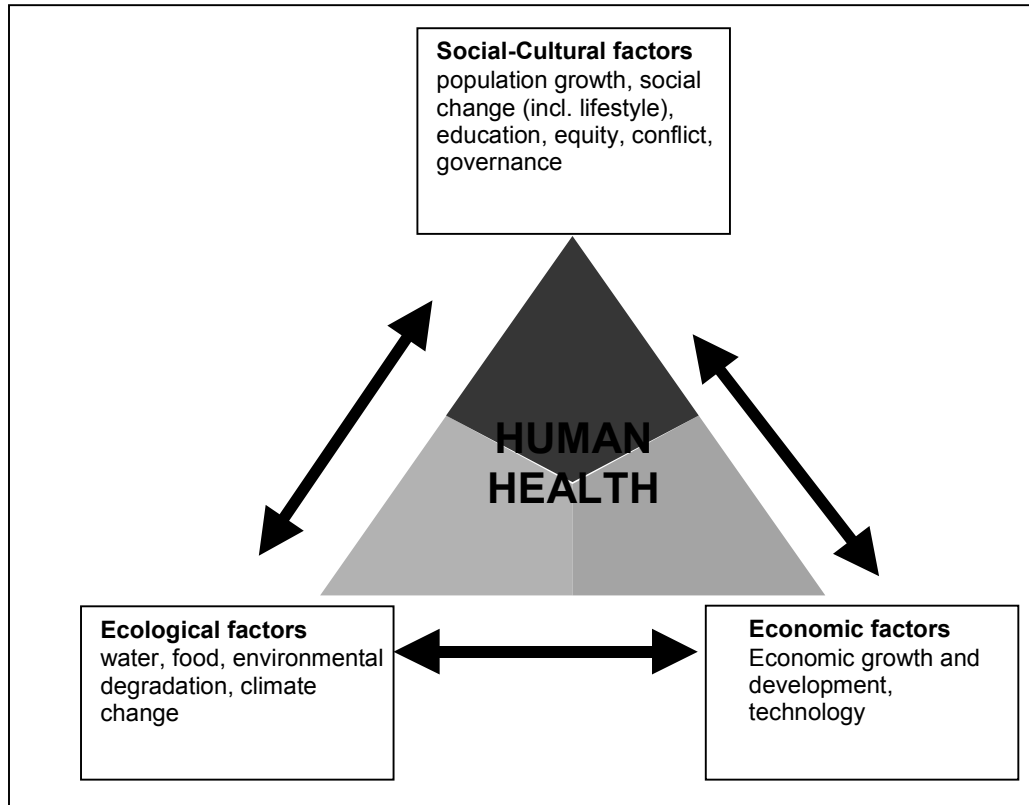 Social-Cultural factors
population growth, social
change (incl. lifestyle),
education, equity, conflict,
governance
HUMAN
HEALTH
Ecological factors
water, food, environmental
degradation, climate
change
Economic factors
Economic growth and
development,
technology